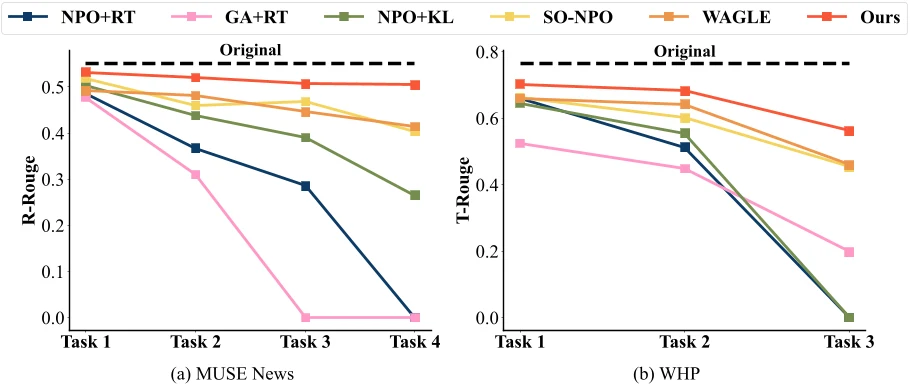 NPO+RT GA+RT NPO+KL SO-NPO WAGLE Ours
Original
R-Rouge
0.5
0.4
0.3
0.2
0.1
0.0
Task 1 Task 2 Task 3 Task 4
(a) MUSE News
Original
T-Rouge
0.8
0.6
0.4
0.2
0.0
Task 1 Task 2 Task 3
(b) WHP